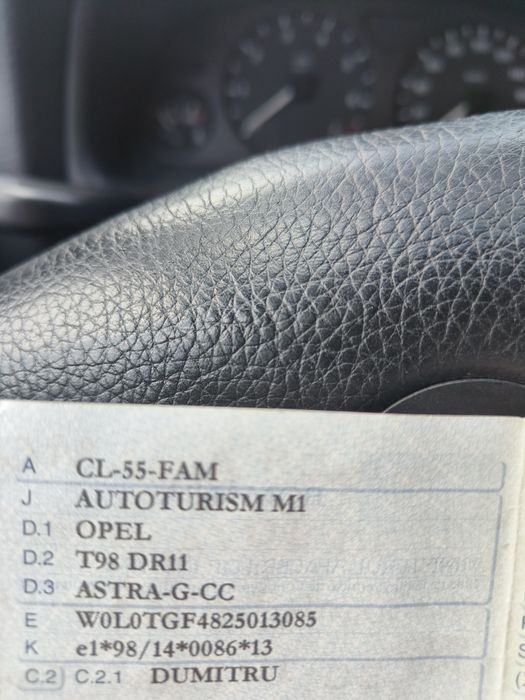 A CL-55-FAM
J AUTOTURISM M1
D.1 OPEL
D.2 T98 DR11
D.3 ASTRA-G-CC
E W0L0TGF4825013085
K e1*98/14*0086*13
C.2 C.2.1 DUMITRU